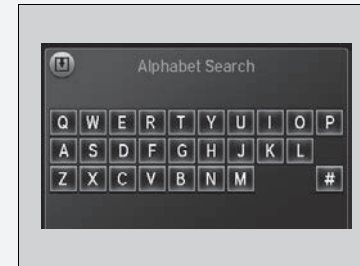 Alphabet Search
Q W E R T Y U I O P
A S D F G H J K L
Z X C V B N M #